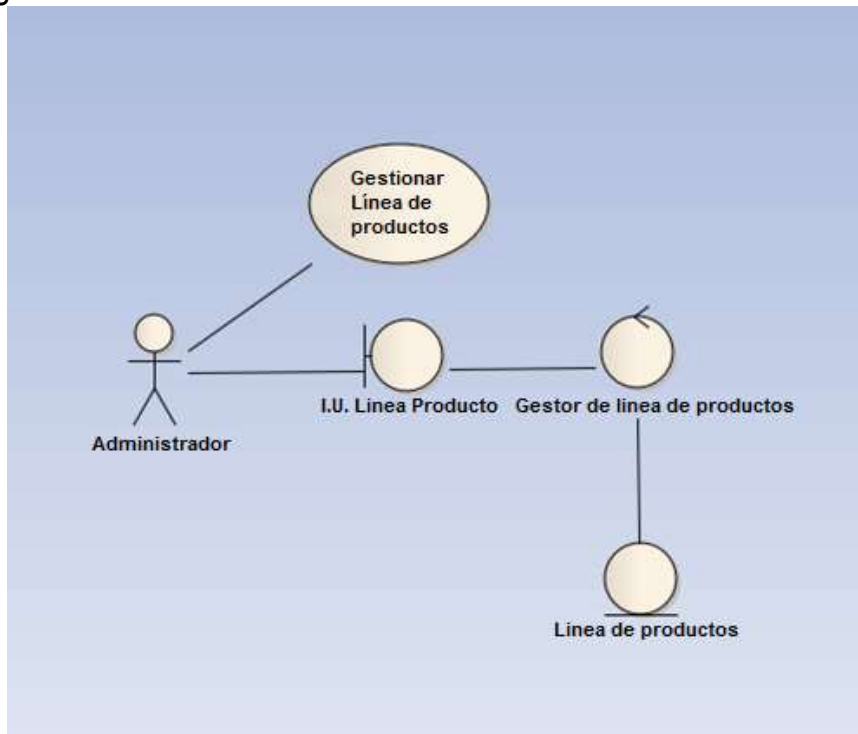 Gestionar
Línea de
productos
I.U. Linea Producto
Gestor de linea de productos
Administrador
Linea de productos